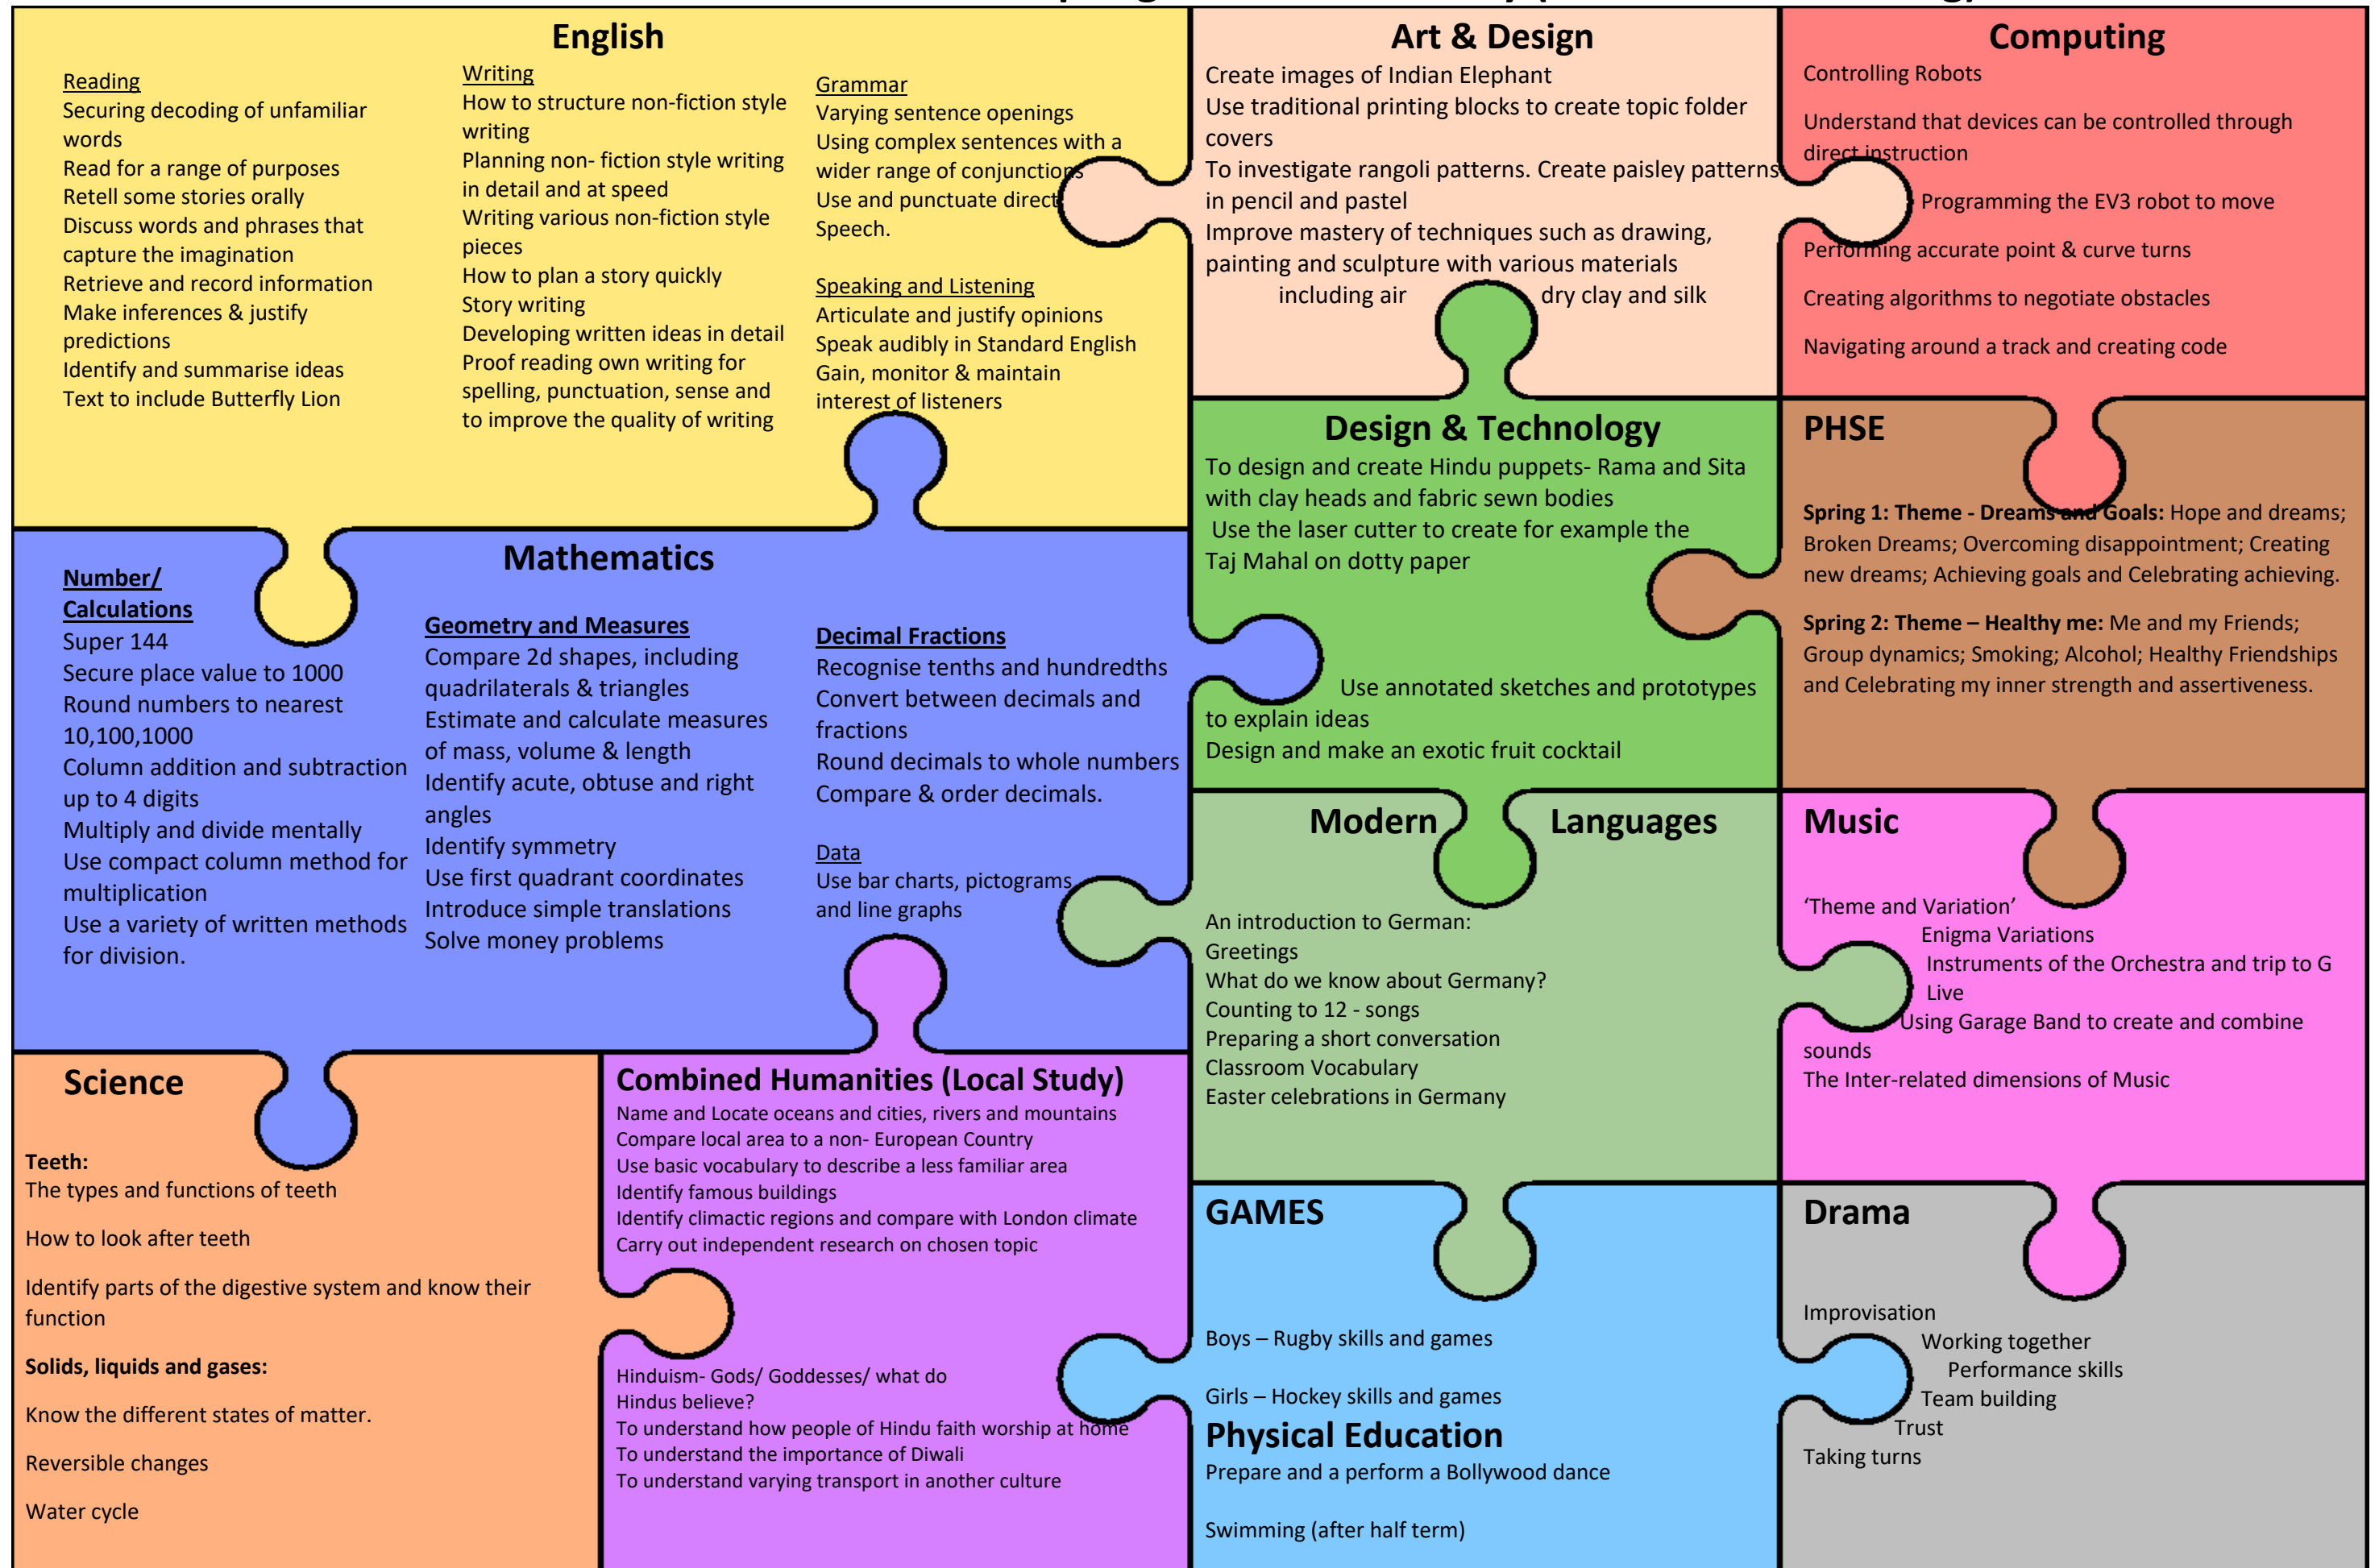 English
Reading
Securing decoding of unfamiliar
words
Read for a range of purposes
Retell some stories orally
Discuss words and phrases that
capture the imagination
Retrieve and record information
Make inferences & justify
predictions
Identify and summarise ideas
Text to include Butterfly Lion
Writing
How to structure non-fiction style
writing
Planning non- fiction style writing
in detail and at speed
Writing various non-fiction style
pieces
How to plan a story quickly
Story writing
Developing written ideas in detail
Proof reading own writing for
spelling, punctuation, sense and
to improve the quality of writing
Grammar
Varying sentence openings
Using complex sentences with a
wider range of conjunctions
Use and punctuate direct
Speech.
Speaking and Listening
Articulate and justify opinions
Speak audibly in Standard English
Gain, monitor & maintain
interest of listeners
Art & Design
Create images of Indian Elephant
Use traditional printing blocks to create topic folder
covers
To investigate rangoli patterns. Create paisley patterns
in pencil and pastel
Improve mastery of techniques such as drawing,
painting and sculpture with various materials
including air dry clay and silk
Computing
Controlling Robots
Understand that devices can be controlled through
direct instruction
Programming the EV3 robot to move
Performing accurate point & curve turns
Creating algorithms to negotiate obstacles
Navigating around a track and creating code
Design & Technology
To design and create Hindu puppets- Rama and Sita
with clay heads and fabric sewn bodies
Use the laser cutter to create for example the
Taj Mahal on dotty paper
Use annotated sketches and prototypes
to explain ideas
Design and make an exotic fruit cocktail
PHSE
Spring 1: Theme - Dreams and Goals: Hope and dreams;
Broken Dreams; Overcoming disappointment; Creating
new dreams; Achieving goals and Celebrating achieving.
Spring 2: Theme – Healthy me: Me and my Friends;
Group dynamics; Smoking; Alcohol; Healthy Friendships
and Celebrating my inner strength and assertiveness.
Mathematics
Number/
Calculations
Super 144
Secure place value to 1000
Round numbers to nearest
10,100,1000
Column addition and subtraction
up to 4 digits
Multiply and divide mentally
Use compact column method for
multiplication
Use a variety of written methods
for division.
Geometry and Measures
Compare 2d shapes, including
quadrilaterals & triangles
Estimate and calculate measures
of mass, volume & length
Identify acute, obtuse and right
angles
Identify symmetry
Use first quadrant coordinates
Introduce simple translations
Solve money problems
Decimal Fractions
Recognise tenths and hundredths
Convert between decimals and
fractions
Round decimals to whole numbers
Compare & order decimals.
Data
Use bar charts, pictograms
and line graphs
Modern Languages
An introduction to German:
Greetings
What do we know about Germany?
Counting to 12 - songs
Preparing a short conversation
Classroom Vocabulary
Easter celebrations in Germany
Music
‘Theme and Variation’
Enigma Variations
Instruments of the Orchestra and trip to G
Live
Using Garage Band to create and combine
sounds
The Inter-related dimensions of Music
Science
Teeth:
The types and functions of teeth
How to look after teeth
Identify parts of the digestive system and know their
function
Solids, liquids and gases:
Know the different states of matter.
Reversible changes
Water cycle
Combined Humanities (Local Study)
Name and Locate oceans and cities, rivers and mountains
Compare local area to a non- European Country
Use basic vocabulary to describe a less familiar area
Identify famous buildings
Identify climactic regions and compare with London climate
Carry out independent research on chosen topic
Hinduism- Gods/ Goddesses/ what do
Hindus believe?
To understand how people of Hindu faith worship at home
To understand the importance of Diwali
To understand varying transport in another culture
GAMES
Boys – Rugby skills and games
Girls – Hockey skills and games
Physical Education
Prepare and a perform a Bollywood dance
Swimming (after half term)
Drama
Improvisation
Working together
Performance skills
Team building
Trust
Taking turns